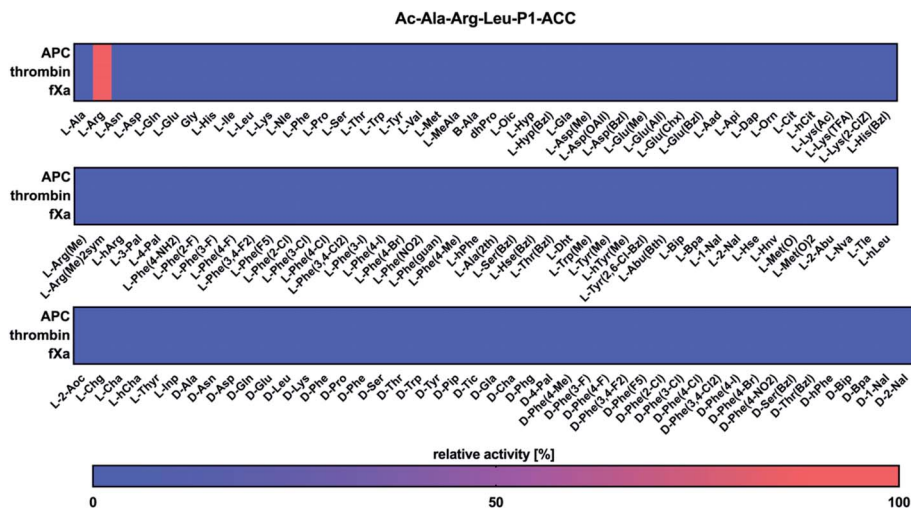 Ac-Ala-Arg-Leu-P1-ACC
APC
thrombin
fXa
L-Ala
L-Arg
L-Asn
L-Asp
L-Gln
L-Glu
Gly
L-His
L-Ile
L-Leu
L-Lys
L-Nle
L-Phe
L-Pro
L-Ser
L-Thr
L-Trp
L-Tyr
L-Val
L-Met
L-MeAla
B-Ala
dhPro
L-Oic
L-Hyp
L-Hyp(Bzl)
L-Gla
L-Asp(Me)
L-Asp(OAll)
L-Asp(Bzl)
L-Glu(Me)
L-Glu(All)
L-Glu(Chx)
L-Glu(Bzl)
L-Aad
L-Api
L-Dap
L-Orn
L-Cit
L-hCit
L-Lys(Ac)
L-Lys(TFA)
L-Lys(2-ClZ)
L-His(Bzl)
APC
thrombin
fXa
L-Arg(Me)
L-Arg(Me)2sym
L-hArg
L-3-Pal
L-4-Pal
L-Phe(4-NH2)
L-Phe(2-F)
L-Phe(3-F)
L-Phe(4-F)
L-Phe(3,4-F2)
L-Phe(F5)
L-Phe(2-Cl)
L-Phe(3-Cl)
L-Phe(4-Cl)
L-Phe(3,4-Cl2)
L-Phe(3-I)
L-Phe(4-I)
L-Phe(4-Br)
L-Phe(NO2)
L-Phe(guan)
L-Phe(4-Me)
L-hPhe
L-Ala(2th)
L-Ser(Bzl)
L-Hse(Bzl)
L-Thr(Bzl)
L-Dht
L-Trp(Me)
L-Tyr(Me)
L-hTyr(Me)
L-Tyr(2,6-Cl-Bzl)
L-Abu(Bth)
L-Bip
L-Bpa
L-1-Nal
L-2-Nal
L-Hse
L-Hnv
L-Met(O)
L-Met(O)2
L-2-Abu
L-Nva
L-Tle
L-hLeu
APC
thrombin
fXa
L-2-Aoc
L-Chg
L-Cha
L-hCha
L-Thyr
L-Inp
D-Ala
D-Asn
D-Asp
D-Gln
D-Glu
D-Leu
D-Lys
D-Phe
D-Pro
D-Phe
D-Ser
D-Thr
D-Trp
D-Tyr
D-Pip
D-Tic
D-Gla
D-Cha
D-Phg
D-4-Pal
D-Phe(4-Me)
D-Phe(3-F)
D-Phe(4-F)
D-Phe(3,4-F2)
D-Phe(F5)
D-Phe(2-Cl)
D-Phe(3-Cl)
D-Phe(4-Cl)
D-Phe(3,4-Cl2)
D-Phe(4-I)
D-Phe(4-Br)
D-Phe(4-NO2)
D-Ser(Bzl)
D-Thr(Bzl)
D-hPhe
D-Bip
D-Bpa
D-1-Nal
D-2-Nal
relative activity [%]
0
50
100